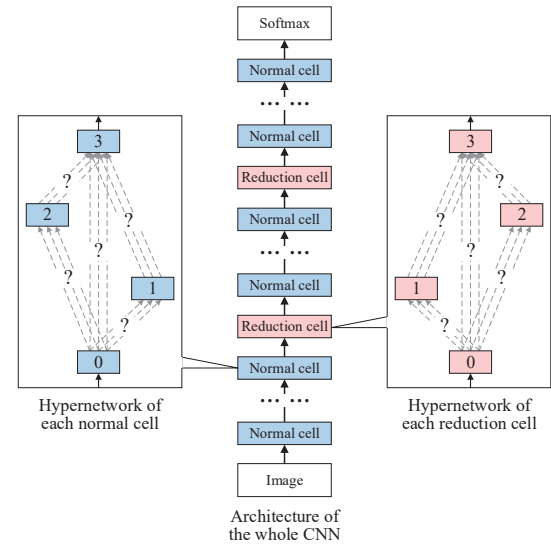 Softmax
Normal cell
... ...
Normal cell
Reduction cell
Normal cell
... ...
Normal cell
Reduction cell
Normal cell
... ...
Normal cell
Image
Architecture of
the whole CNN
3
?
2
?
?
?
1
?
0
Hypernetwork of
each normal cell
3
?
2
?
?
1
?
?
0
Hypernetwork of
each reduction cell